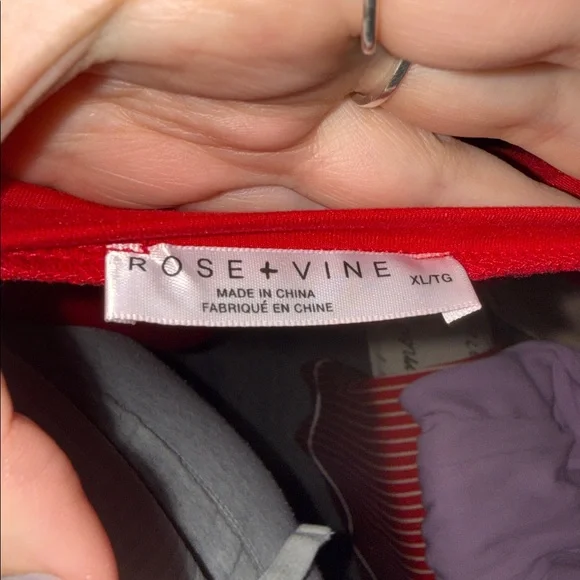 ROSE + VINE XL/TG
MADE IN CHINA
FABRIQUÉ EN CHINE